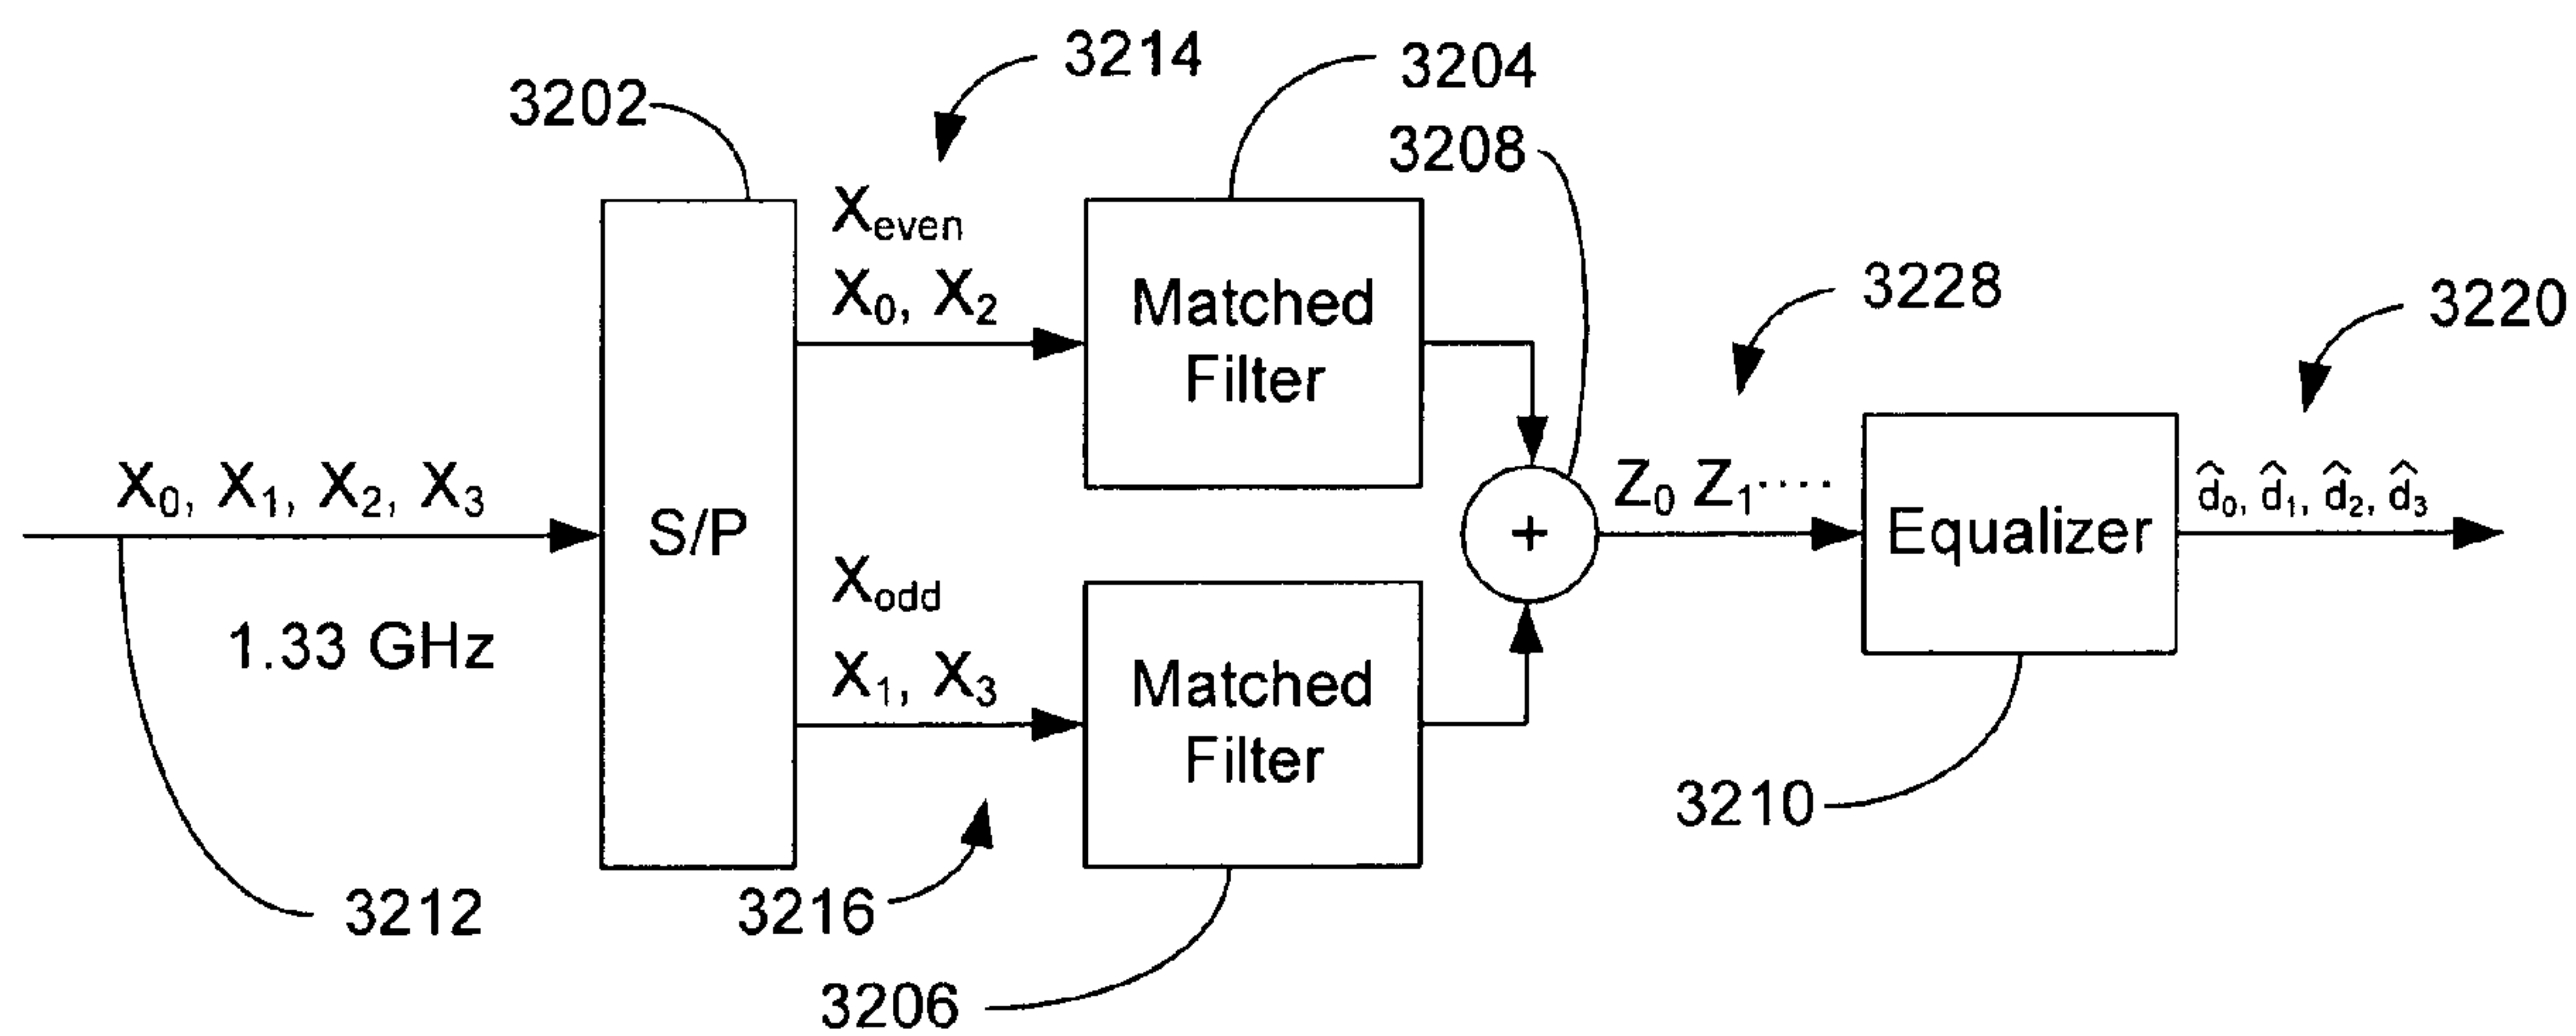 3214
3204
3202
3208
X₀, X₁, X₂, X₃
1.33 GHz
3212
S/P
Xeven
X₀, X₂
Matched
Filter
Xodd
X₁, X₃
Matched
Filter
3216
3206
+
3228
Z₀ Z₁....
Equalizer
3210
3220
d̂₀, d̂₁, d̂₂, d̂₃